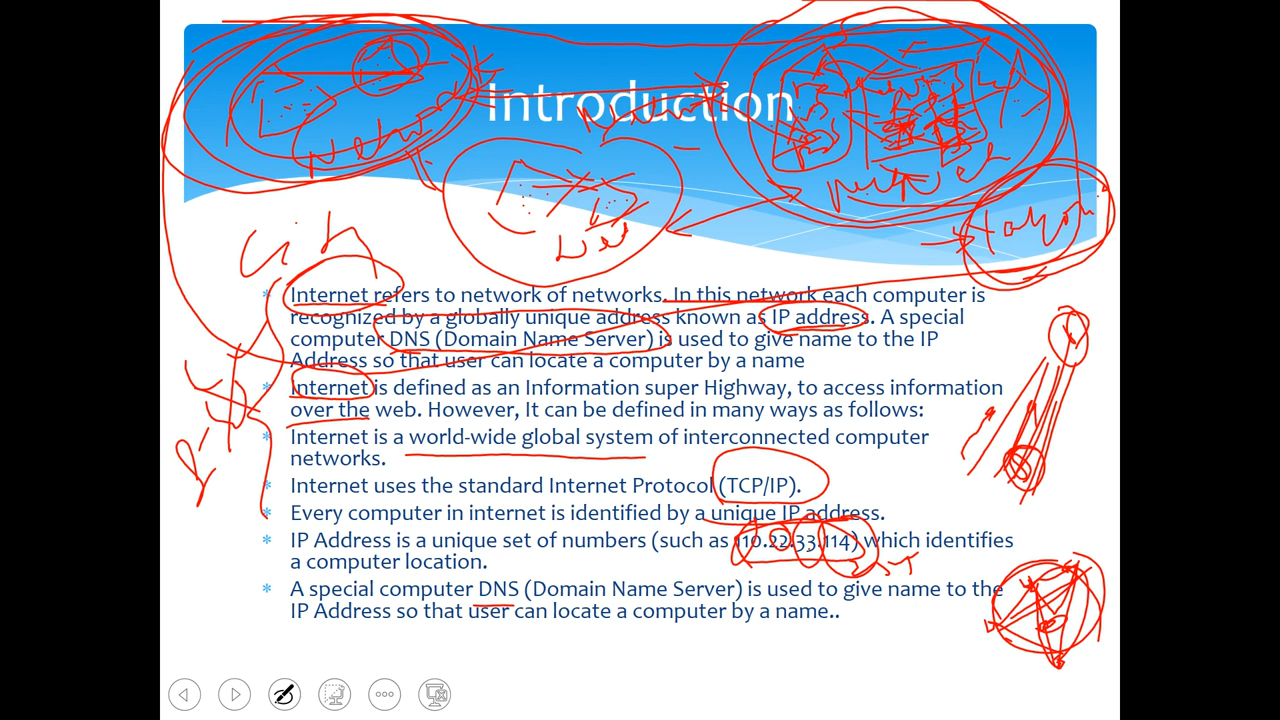 Introduction
* Internet refers to network of networks. In this network each computer is
recognized by a globally unique address known as IP address. A special
computer DNS (Domain Name Server) is used to give name to the IP
Address so that user can locate a computer by a name
* Internet is defined as an Information super Highway, to access information
over the web. However, It can be defined in many ways as follows:
* Internet is a world-wide global system of interconnected computer
networks.
* Internet uses the standard Internet Protocol (TCP/IP).
* Every computer in internet is identified by a unique IP address.
* IP Address is a unique set of numbers (such as 110.22.33.114) which identifies
a computer location.
* A special computer DNS (Domain Name Server) is used to give name to the
IP Address so that user can locate a computer by a name..